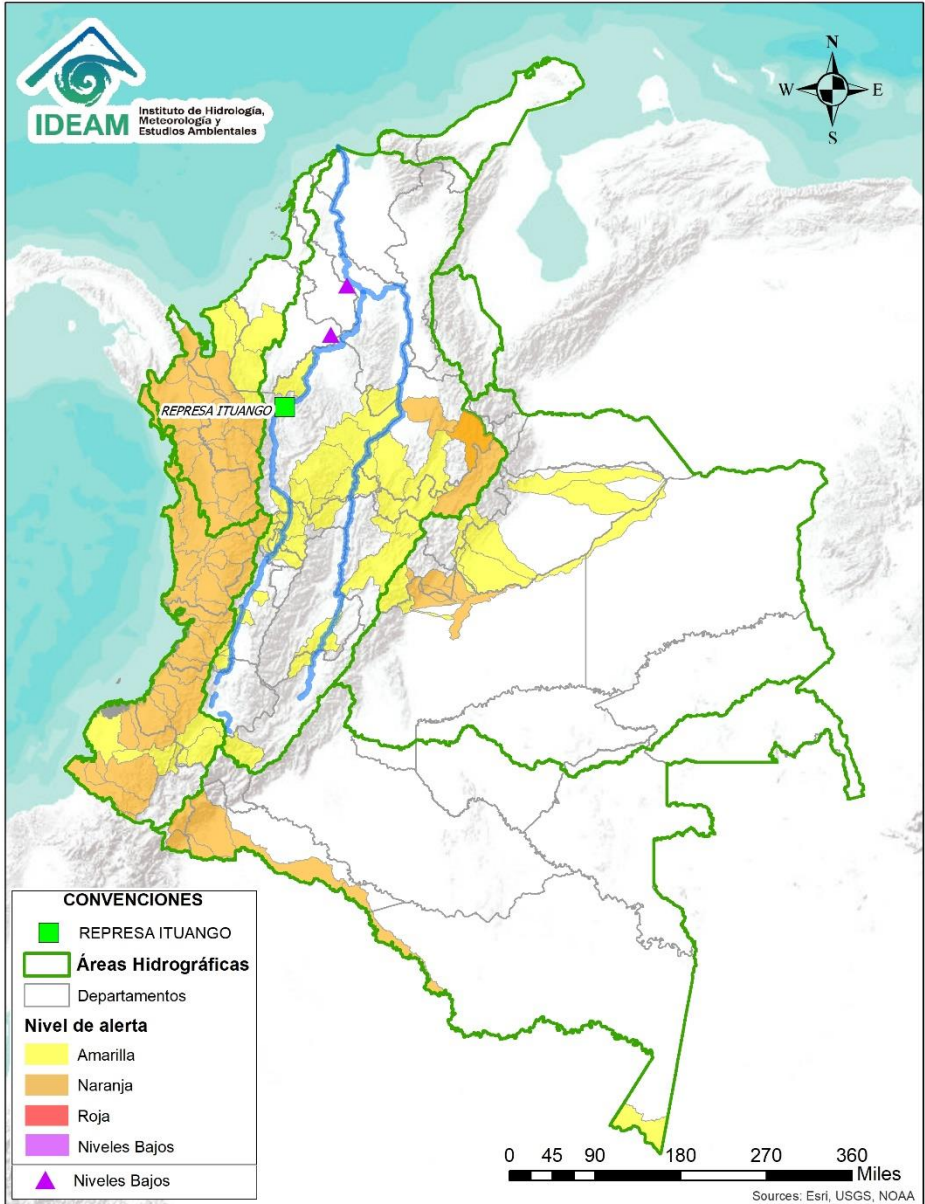 IDEAM
Instituto de Hidrología,
Meteorología y
Estudios Ambientales
N
W
E
S
REPRESA ITUANGO
CONVENCIONES
REPRESA ITUANGO
Áreas Hidrográficas
Departamentos
Nivel de alerta
Amarilla
Naranja
Roja
Niveles Bajos
Niveles Bajos
0 45 90 180 270 360
Miles
Sources: Esri, USGS, NOAA